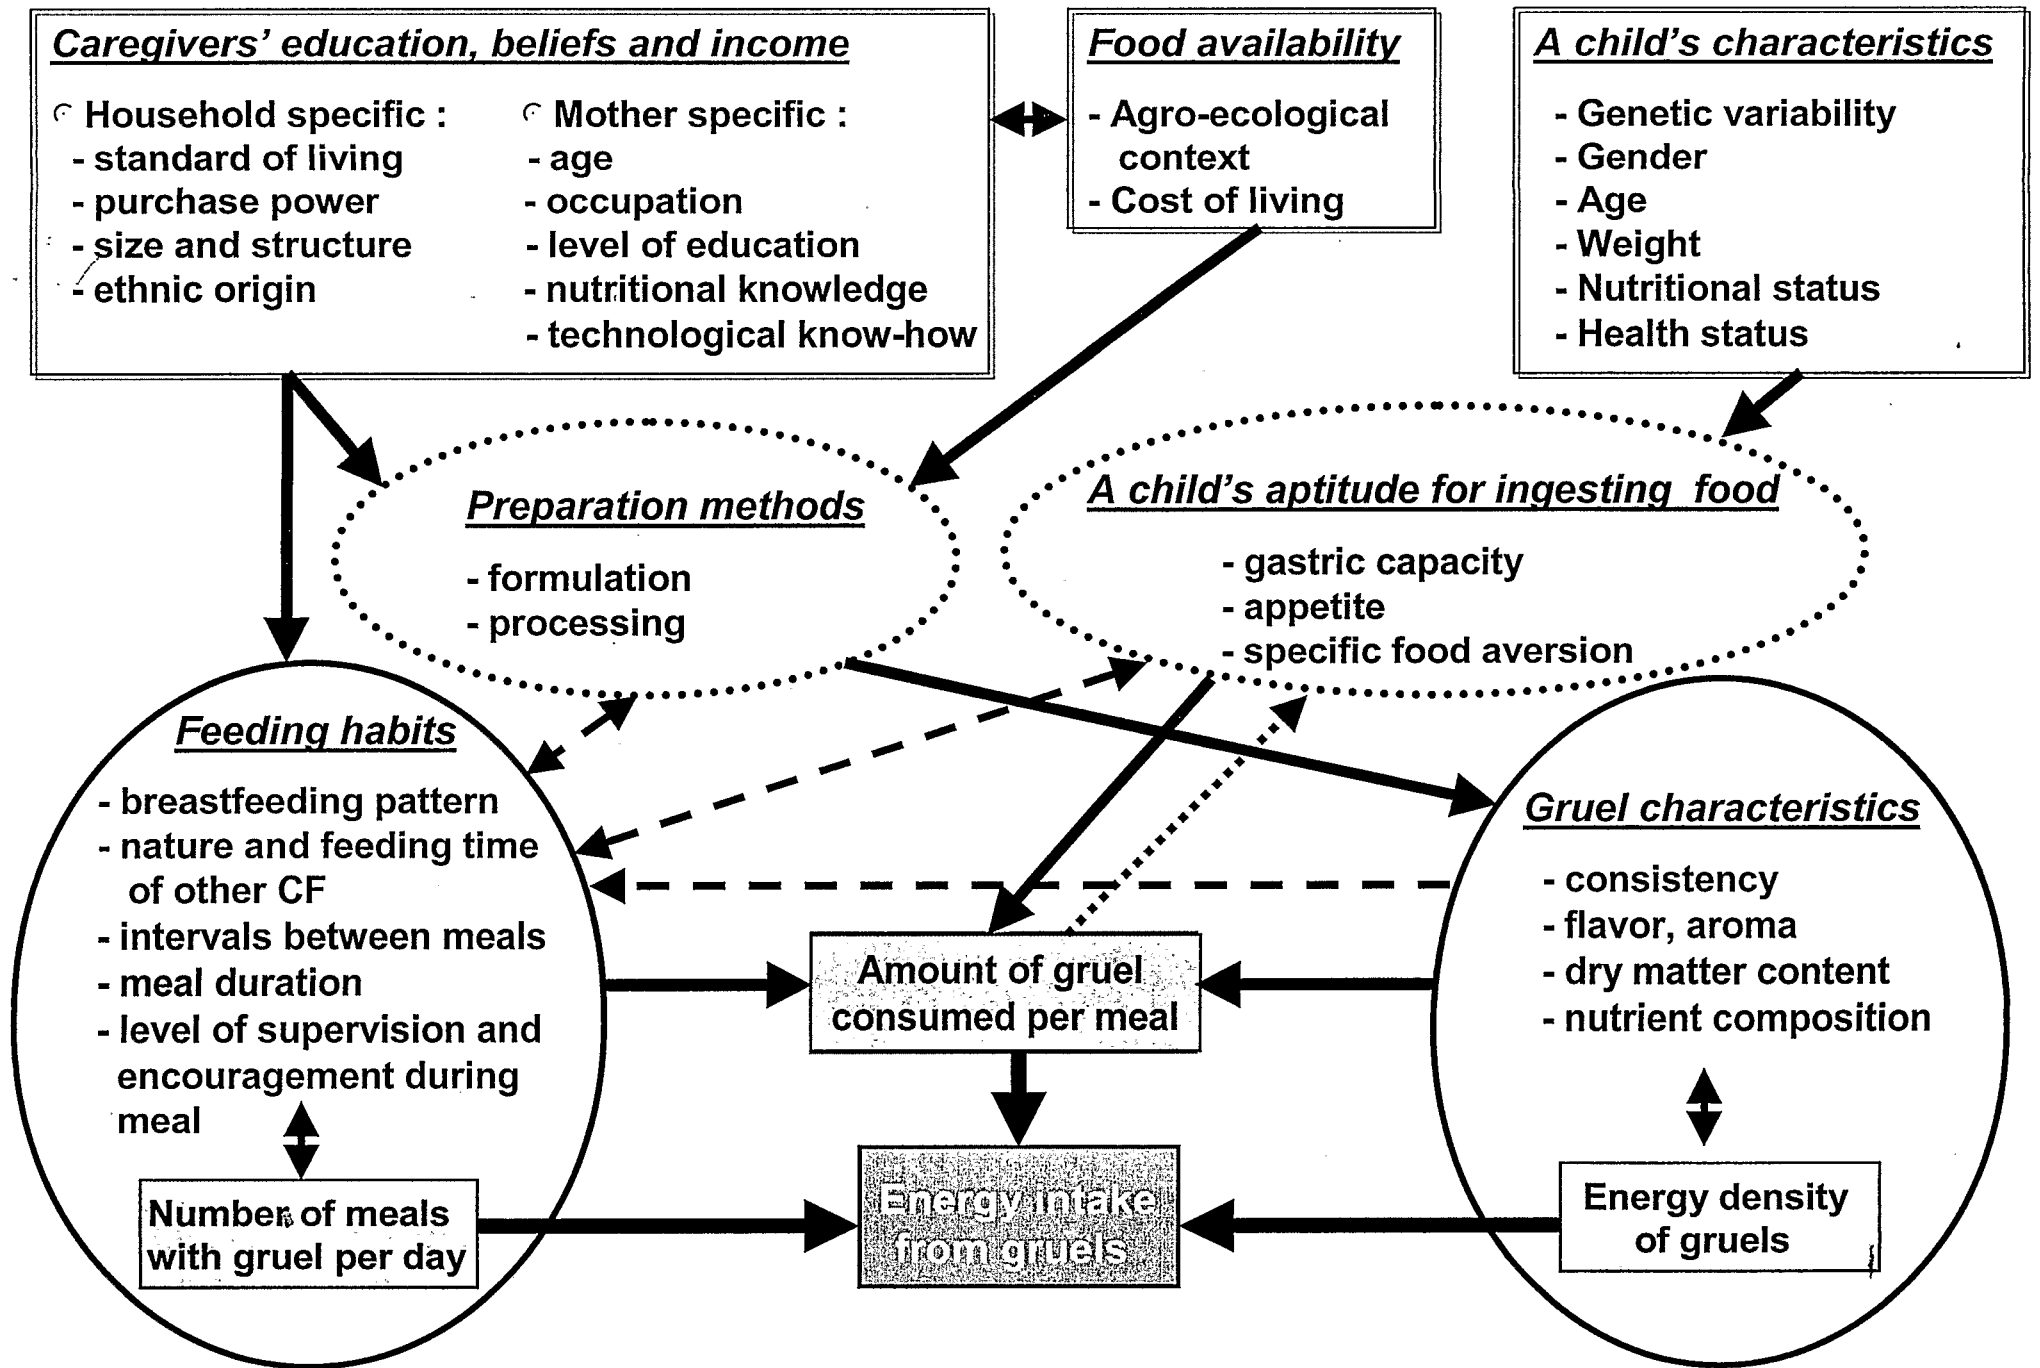 Caregivers' education, beliefs and income
Household specific :
- standard of living
- purchase power
- size and structure
- ethnic origin
Mother specific :
- age
- occupation
- level of education
- nutritional knowledge
- technological know-how
Food availability
- Agro-ecological
context
- Cost of living
A child's characteristics
- Genetic variability
- Gender
- Age
- Weight
- Nutritional status
- Health status
Preparation methods
- formulation
- processing
A child's aptitude for ingesting food
- gastric capacity
- appetite
- specific food aversion
Feeding habits
- breastfeeding pattern
- nature and feeding time
of other CF
- intervals between meals
- meal duration
- level of supervision and
encouragement during
meal
Number of meals
with gruel per day
Amount of gruel
consumed per meal
Energy intake
from gruels
Gruel characteristics
- consistency
- flavor, aroma
- dry matter content
- nutrient composition
Energy density
of gruels